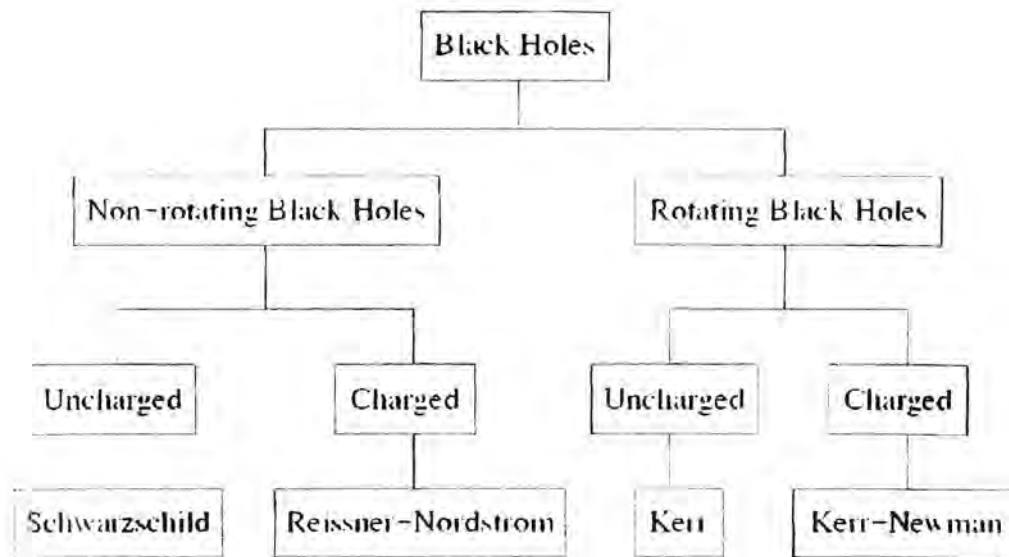 Black Holes
Non-rotating Black Holes
Rotating Black Holes
Uncharged
Charged
Uncharged
Charged
Schwarzschild
Reissner-Nordstrom
Kerr
Kerr-Newman